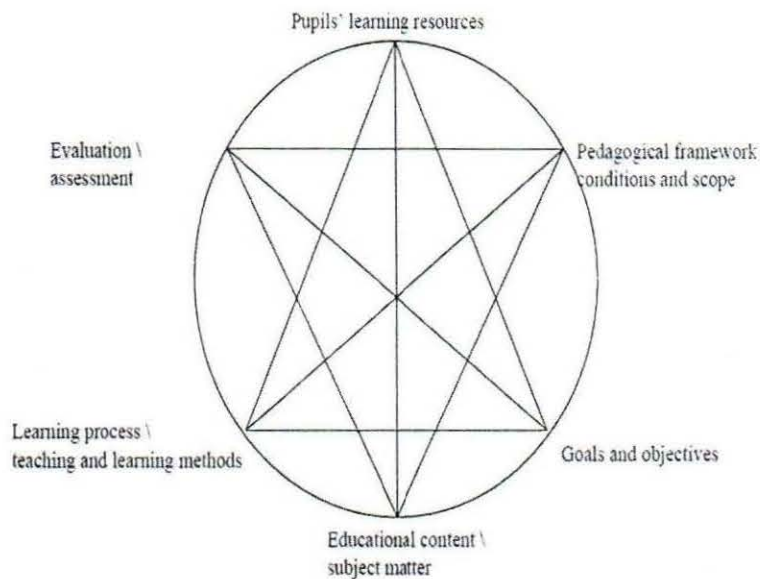 Pupils' learning resources
Evaluation \
assessment
Pedagogical framework
conditions and scope
Learning process \
teaching and learning methods
Goals and objectives
Educational content \
subject matter